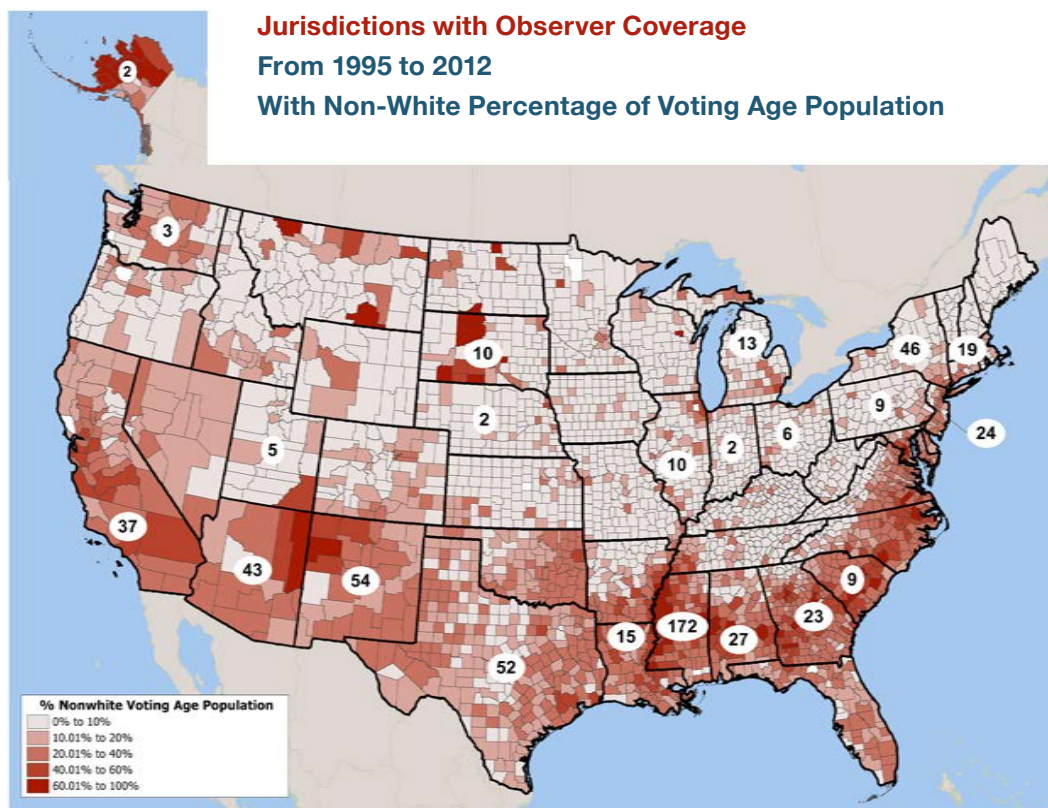 Jurisdictions with Observer Coverage
From 1995 to 2012
With Non-White Percentage of Voting Age Population
2
3
10
13
46
19
2
9
5
10
2
6
24
37
43
54
9
23
15
172
27
52
% Nonwhite Voting Age Population
0% to 10%
10.01% to 20%
20.01% to 40%
40.01% to 60%
60.01% to 100%